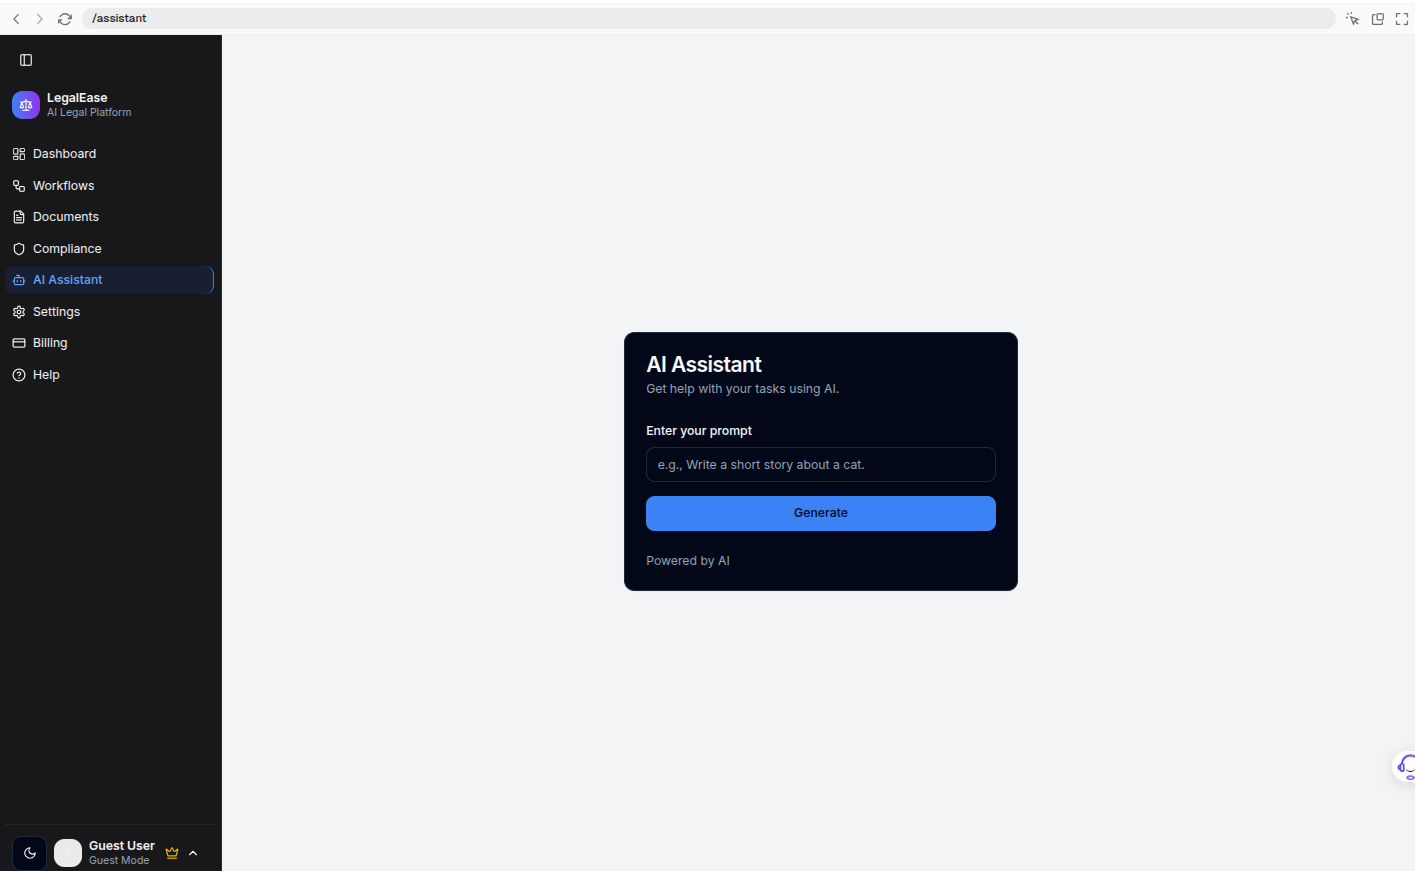 /assistant
LegalEase
AI Legal Platform
Dashboard
Workflows
Documents
Compliance
AI Assistant
Settings
Billing
Help
AI Assistant
Get help with your tasks using AI.
Enter your prompt
e.g., Write a short story about a cat.
Generate
Powered by AI
Guest User
Guest Mode